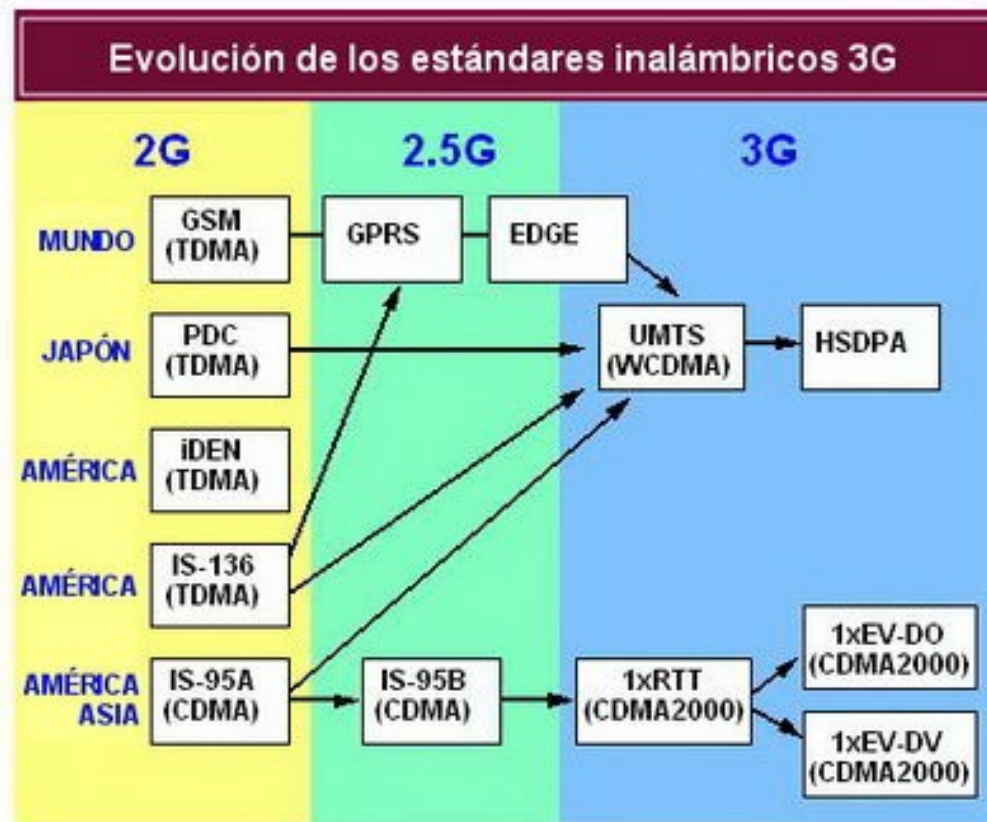 Evolución de los estándares inalámbricos 3G
2G
2.5G
3G
MUNDO
GSM
(TDMA)
GPRS
EDGE
JAPÓN
PDC
(TDMA)
UMTS
(WCDMA)
HSDPA
AMÉRICA
iDEN
(TDMA)
AMÉRICA
IS-136
(TDMA)
AMÉRICA
ASIA
IS-95A
(CDMA)
IS-95B
(CDMA)
1xRTT
(CDMA2000)
1xEV-DO
(CDMA2000)
1xEV-DV
(CDMA2000)